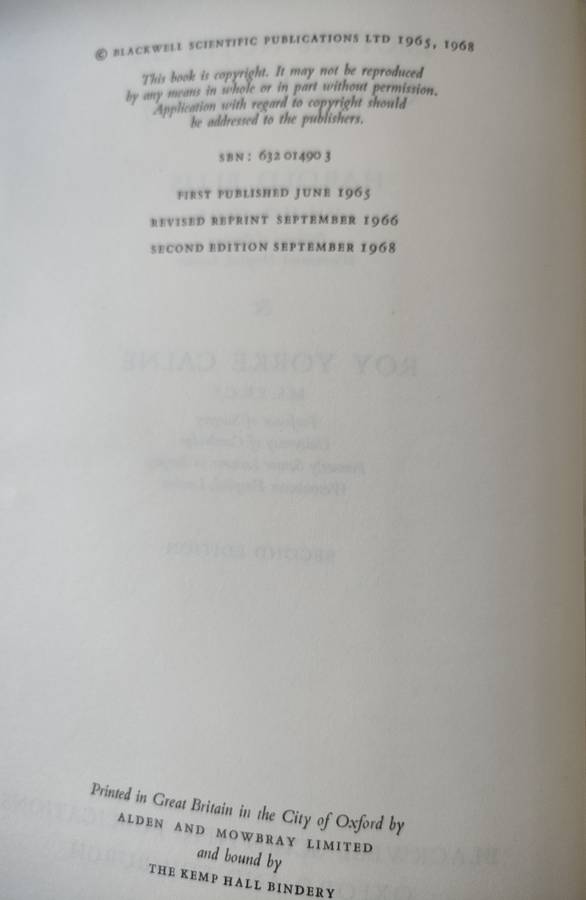 © BLACKWELL SCIENTIFIC PUBLICATIONS LTD 1965, 1968
This book is copyright. It may not be reproduced
by any means in whole or in part without permission.
Application with regard to copyright should
be addressed to the publishers.
SBN: 632 01490 3
FIRST PUBLISHED JUNE 1965
REVISED REPRINT SEPTEMBER 1966
SECOND EDITION SEPTEMBER 1968
Printed in Great Britain in the City of Oxford by
ALDEN AND MOWBRAY LIMITED
and bound by
THE KEMP HALL BINDERY